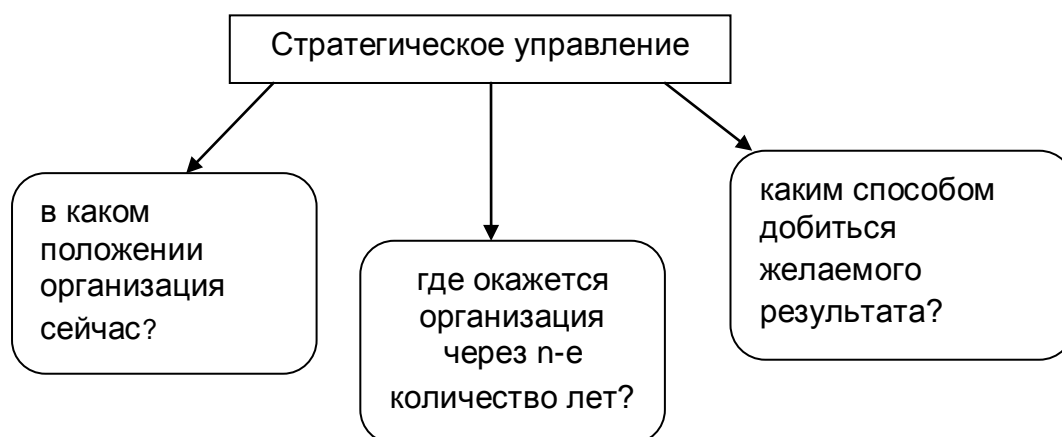 Стратегическое управление
в каком
положении
организация
сейчас?
где окажется
организация
через n-е
количество лет?
каким способом
добиться
желаемого
результата?